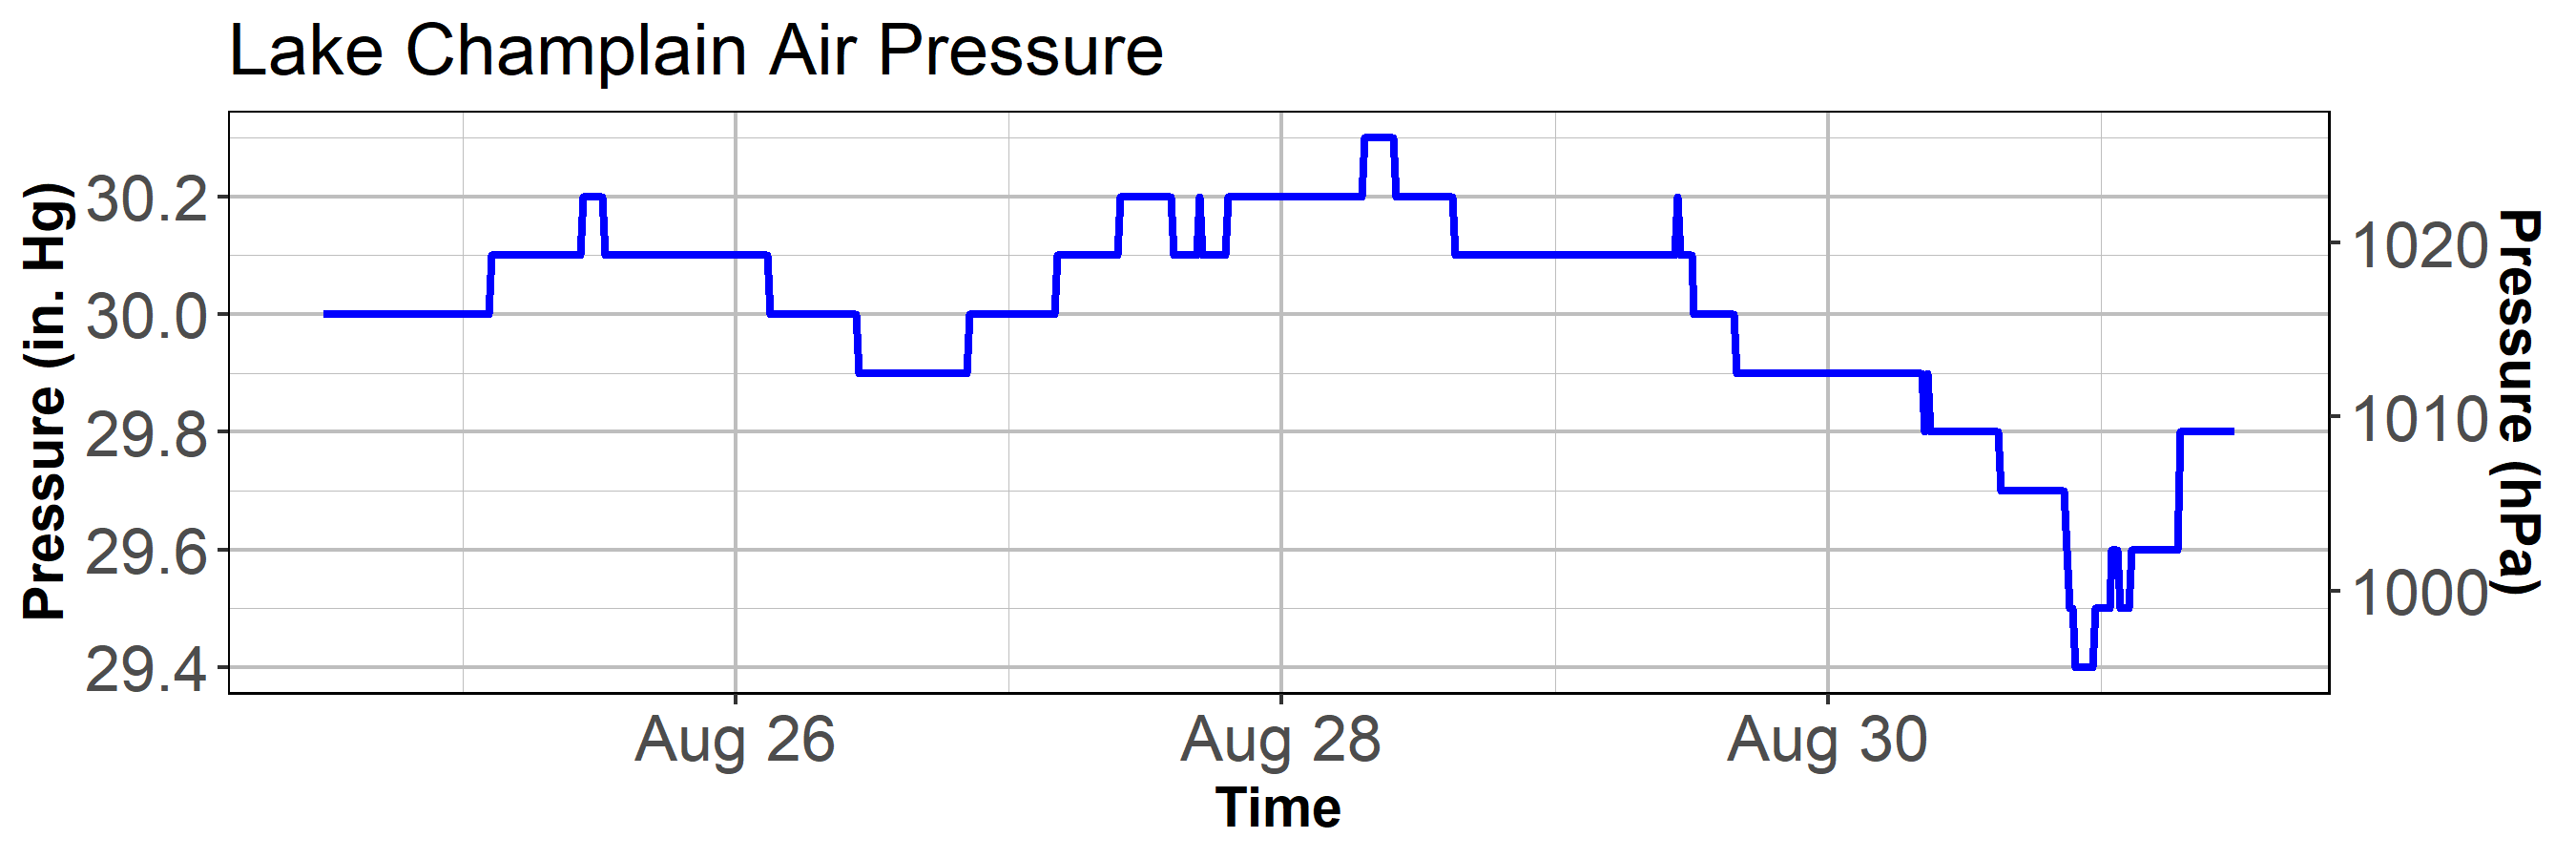 Lake Champlain Air Pressure
Pressure (in. Hg)
30.2
30.0
29.8
29.6
29.4
1020
1010
1000
Pressure (hPa)
Aug 26
Aug 28
Aug 30
Time